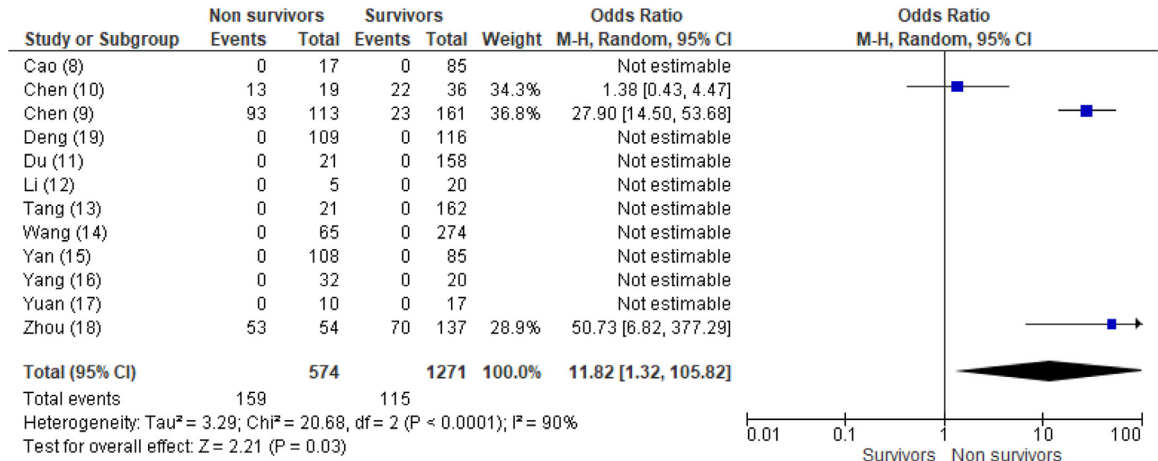 Non survivors Survivors Odds Ratio Odds Ratio
Study or Subgroup Events Total Events Total Weight M-H, Random, 95% CI M-H, Random, 95% CI
Cao (8) 0 17 0 85 Not estimable
Chen (10) 13 19 22 36 34.3% 1.38 [0.43, 4.47]
Chen (9) 93 113 23 161 36.8% 27.90 [14.50, 53.68]
Deng (19) 0 109 0 116 Not estimable
Du (11) 0 21 0 158 Not estimable
Li (12) 0 5 0 20 Not estimable
Tang (13) 0 21 0 162 Not estimable
Wang (14) 0 65 0 274 Not estimable
Yan (15) 0 108 0 85 Not estimable
Yang (16) 0 32 0 20 Not estimable
Yuan (17) 0 10 0 17 Not estimable
Zhou (18) 53 54 70 137 28.9% 50.73 [6.82, 377.29]
Total (95% CI) 574 1271 100.0% 11.82 [1.32, 105.82]
Total events 159 115
Heterogeneity: Tau² = 3.29; Chi² = 20.68, df = 2 (P < 0.0001); I² = 90%
Test for overall effect: Z = 2.21 (P = 0.03)
0.01 0.1 1 10 100
Survivors Non survivors